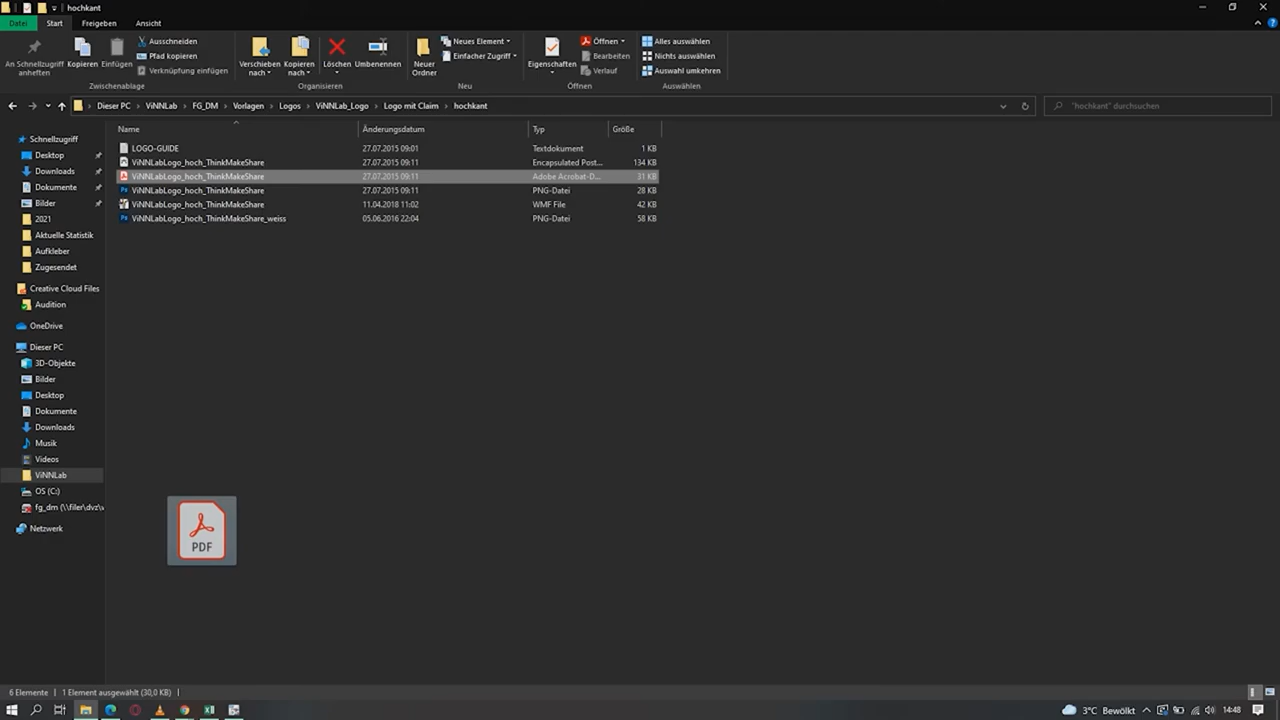 hochkant
Datei Start Freigeben Ansicht
An Schnellzugriff anheften
Kopieren
Einfügen
Ausschneiden
Pfad kopieren
Verknüpfung einfügen
Zwischenablage
Verschieben nach
Kopieren nach
Löschen
Umbenennen
Organisieren
Neuer Ordner
Neues Element
Einfacher Zugriff
Neu
Eigenschaften
Öffnen
Bearbeiten
Verlauf
Öffnen
Alles auswählen
Nichts auswählen
Auswahl umkehren
Auswählen
Dieser PC > ViNNLab > FG_DM > Vorlagen > Logos > ViNNLab_Logo > Logo mit Claim > hochkant
"hochkant" durchsuchen
Name Änderungsdatum Typ Größe
LOGO-GUIDE 27.07.2015 09:01 Textdokument 1 KB
ViNNLabLogo_hoch_ThinkMakeShare 27.07.2015 09:11 Encapsulated Post... 134 KB
ViNNLabLogo_hoch_ThinkMakeShare 27.07.2015 09:11 Adobe Acrobat-D... 31 KB
ViNNLabLogo_hoch_ThinkMakeShare 27.07.2015 09:11 PNG-Datei 28 KB
ViNNLabLogo_hoch_ThinkMakeShare 11.04.2018 11:02 WMF File 42 KB
ViNNLabLogo_hoch_ThinkMakeShare_weiss 05.06.2016 22:04 PNG-Datei 58 KB
Schnellzugriff
Desktop
Downloads
Dokumente
Bilder
2021
Aktuelle Statistik
Aufkleber
Zugesendet
Creative Cloud Files
Audition
OneDrive
Dieser PC
3D-Objekte
Bilder
Desktop
Dokumente
Downloads
Musik
Videos
ViNNLab
OS (C:)
fg_dm (\\filer\dvz\v
Netzwerk
PDF
6 Elemente 1 Element ausgewählt (30,0 KB)
3°C Bewölkt 14:48